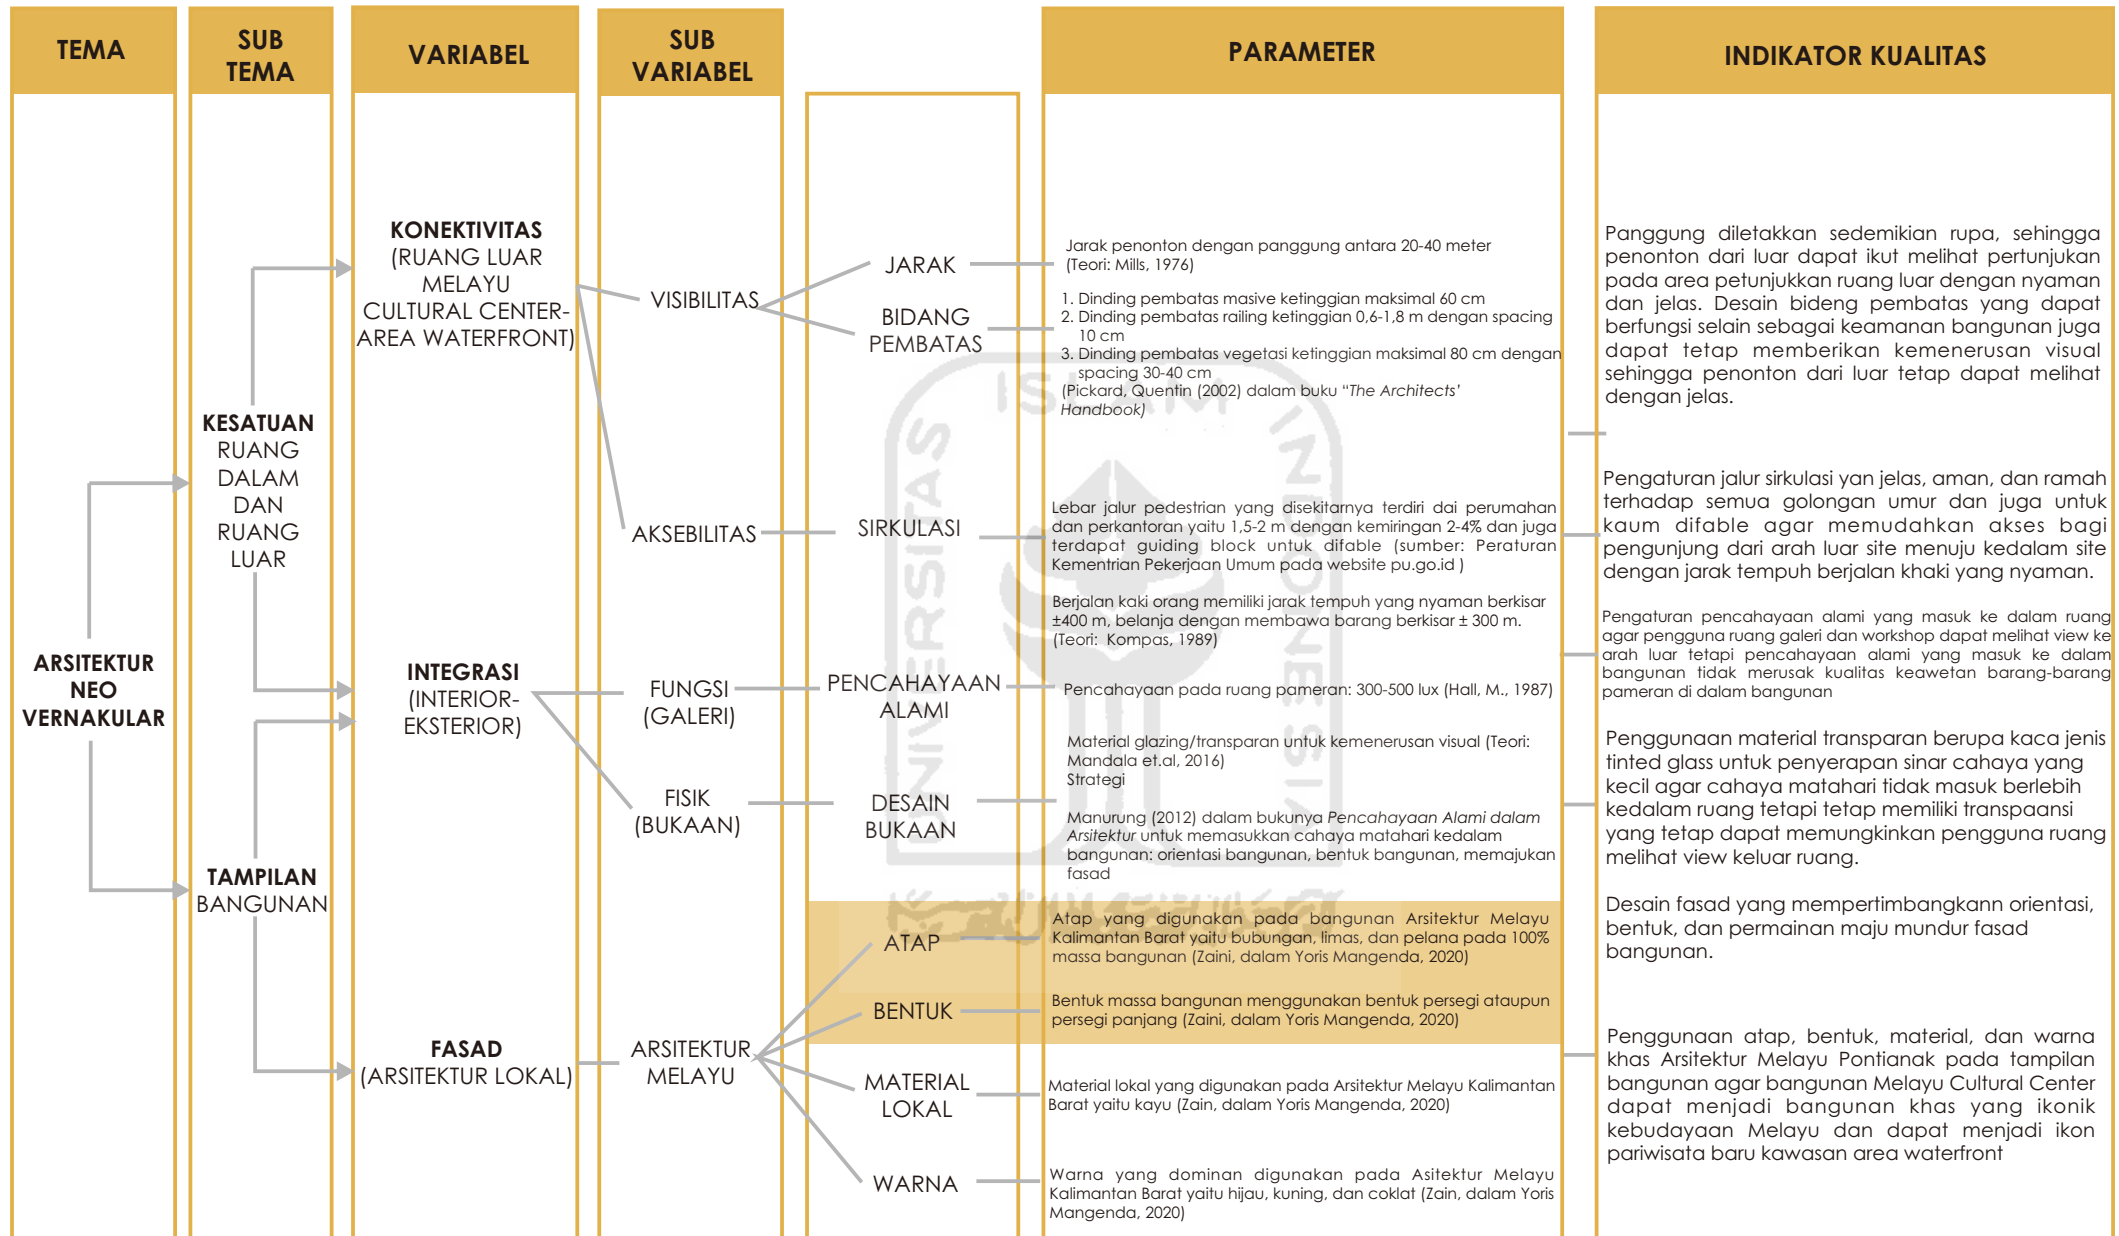 TEMA
SUB
TEMA
VARIABEL
SUB
VARIABEL
PARAMETER
INDIKATOR KUALITAS
ARSITEKTUR
NEO
VERNAKULAR
KESATUAN
RUANG
DALAM
DAN
RUANG
LUAR
TAMPILAN
BANGUNAN
KONEKTIVITAS
(RUANG LUAR
MELAYU
CULTURAL CENTER-
AREA WATERFRONT)
INTEGRASI
(INTERIOR-
EKSTERIOR)
FASAD
(ARSITEKTUR LOKAL)
VISIBILITAS
AKSEBILITAS
FUNGSI
(GALERI)
FISIK
(BUKAAN)
ARSITEKTUR
MELAYU
JARAK
BIDANG
PEMBATAS
SIRKULASI
PENCAHAYAAN
ALAMI
DESAIN
BUKAAN
ATAP
BENTUK
MATERIAL
LOKAL
WARNA
Jarak penonton dengan panggung antara 20-40 meter
(Teori: Mills, 1976)
1. Dinding pembatas masive ketinggian maksimal 60 cm
2. Dinding pembatas railing ketinggian 0,6-1,8 m dengan spacing
10 cm
3. Dinding pembatas vegetasi ketinggian maksimal 80 cm dengan
spacing 30-40 cm
(Pickard, Quentin (2002) dalam buku “The Architects’
Handbook)
Lebar jalur pedestrian yang disekitarnya terdiri dai perumahan
dan perkantoran yaitu 1,5-2 m dengan kemiringan 2-4% dan juga
terdapat guiding block untuk difable (sumber: Peraturan
Kementrian Pekerjaan Umum pada website pu.go.id )
Berjalan kaki orang memiliki jarak tempuh yang nyaman berkisar
±400 m, belanja dengan membawa barang berkisar ± 300 m.
(Teori: Kompas, 1989)
Pencahayaan pada ruang pameran: 300-500 lux (Hall, M., 1987)
Material glazing/transparan untuk kemenerusan visual (Teori:
Mandala et.al, 2016)
Strategi
Manurung (2012) dalam bukunya Pencahayaan Alami dalam
Arsitektur untuk memasukkan cahaya matahari kedalam
bangunan: orientasi bangunan, bentuk bangunan, memajukan
fasad
Atap yang digunakan pada bangunan Arsitektur Melayu
Kalimantan Barat yaitu bubungan, limas, dan pelana pada 100%
massa bangunan (Zaini, dalam Yoris Mangenda, 2020)
Bentuk massa bangunan menggunakan bentuk persegi ataupun
persegi panjang (Zaini, dalam Yoris Mangenda, 2020)
Material lokal yang digunakan pada Arsitektur Melayu Kalimantan
Barat yaitu kayu (Zain, dalam Yoris Mangenda, 2020)
Warna yang dominan digunakan pada Asitektur Melayu
Kalimantan Barat yaitu hijau, kuning, dan coklat (Zain, dalam Yoris
Mangenda, 2020)
Panggung diletakkan sedemikian rupa, sehingga
penonton dari luar dapat ikut melihat pertunjukan
pada area petunjukkan ruang luar dengan nyaman
dan jelas. Desain bideng pembatas yang dapat
berfungsi selain sebagai keamanan bangunan juga
dapat tetap memberikan kemenerusan visual
sehingga penonton dari luar tetap dapat melihat
dengan jelas.
Pengaturan jalur sirkulasi yan jelas, aman, dan ramah
terhadap semua golongan umur dan juga untuk
kaum difable agar memudahkan akses bagi
pengunjung dari arah luar site menuju kedalam site
dengan jarak tempuh berjalan khaki yang nyaman.
Pengaturan pencahayaan alami yang masuk ke dalam ruang
agar pengguna ruang galeri dan workshop dapat melihat view ke
arah luar tetapi pencahayaan alami yang masuk ke dalam
bangunan tidak merusak kualitas keawetan barang-barang
pameran di dalam bangunan
Penggunaan material transparan berupa kaca jenis
tinted glass untuk penyerapan sinar cahaya yang
kecil agar cahaya matahari tidak masuk berlebih
kedalam ruang tetapi tetap memiliki transpaansi
yang tetap dapat memungkinkan pengguna ruang
melihat view keluar ruang.
Desain fasad yang mempertimbangkann orientasi,
bentuk, dan permainan maju mundur fasad
bangunan.
Penggunaan atap, bentuk, material, dan warna
khas Arsitektur Melayu Pontianak pada tampilan
bangunan agar bangunan Melayu Cultural Center
dapat menjadi bangunan khas yang ikonik
kebudayaan Melayu dan dapat menjadi ikon
pariwisata baru kawasan area waterfront
UNIVERSITAS
ISLAM
INDONESIA